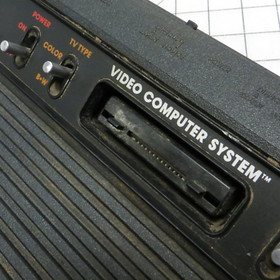 POWER
ON
TV TYPE
COLOR
B•W
VIDEO COMPUTER SYSTEM™